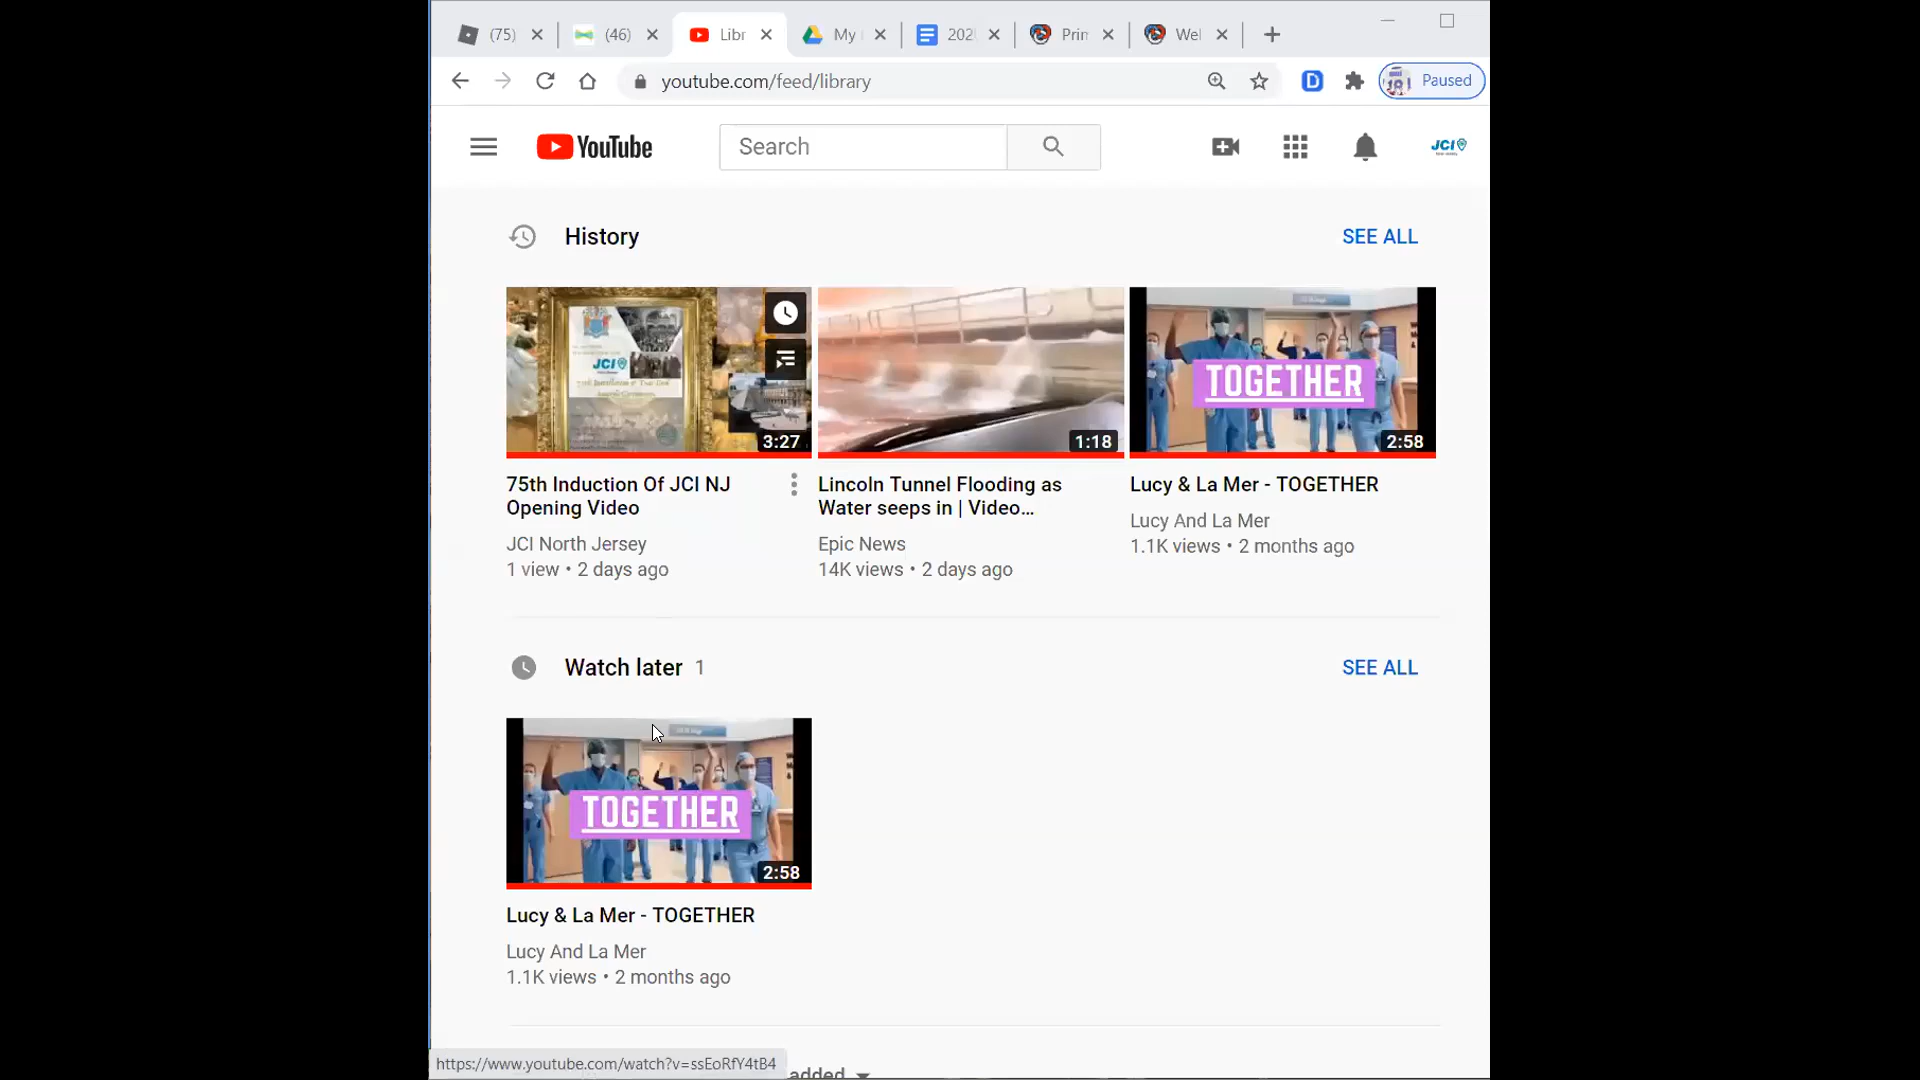 (75)
(46)
Libr
My
202
Prin
Wel
youtube.com/feed/library
Paused
YouTube
Search
JCI
History
SEE ALL
JCI
3:27
1:18
TOGETHER
2:58
75th Induction Of JCI NJ
Opening Video
JCI North Jersey
1 view • 2 days ago
Lincoln Tunnel Flooding as
Water seeps in | Video...
Epic News
14K views • 2 days ago
Lucy & La Mer - TOGETHER
Lucy And La Mer
1.1K views • 2 months ago
Watch later 1
SEE ALL
TOGETHER
2:58
Lucy & La Mer - TOGETHER
Lucy And La Mer
1.1K views • 2 months ago
https://www.youtube.com/watch?v=ssEoRfY4tB4
added